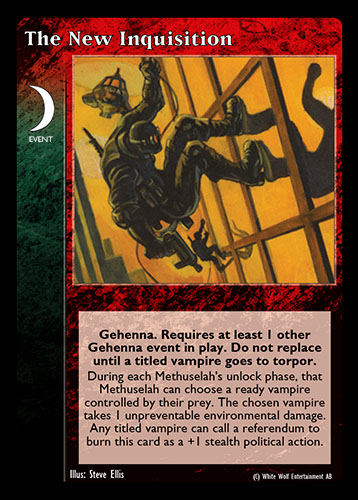 The New Inquisition
EVENT
Gehenna. Requires at least 1 other
Gehenna event in play. Do not replace
until a titled vampire goes to torpor.
During each Methuselah's unlock phase, that
Methuselah can choose a ready vampire
controlled by their prey. The chosen vampire
takes 1 unpreventable environmental damage.
Any titled vampire can call a referendum to
burn this card as a +1 stealth political action.
Illus: Steve Ellis
(C) White Wolf Entertainment AB